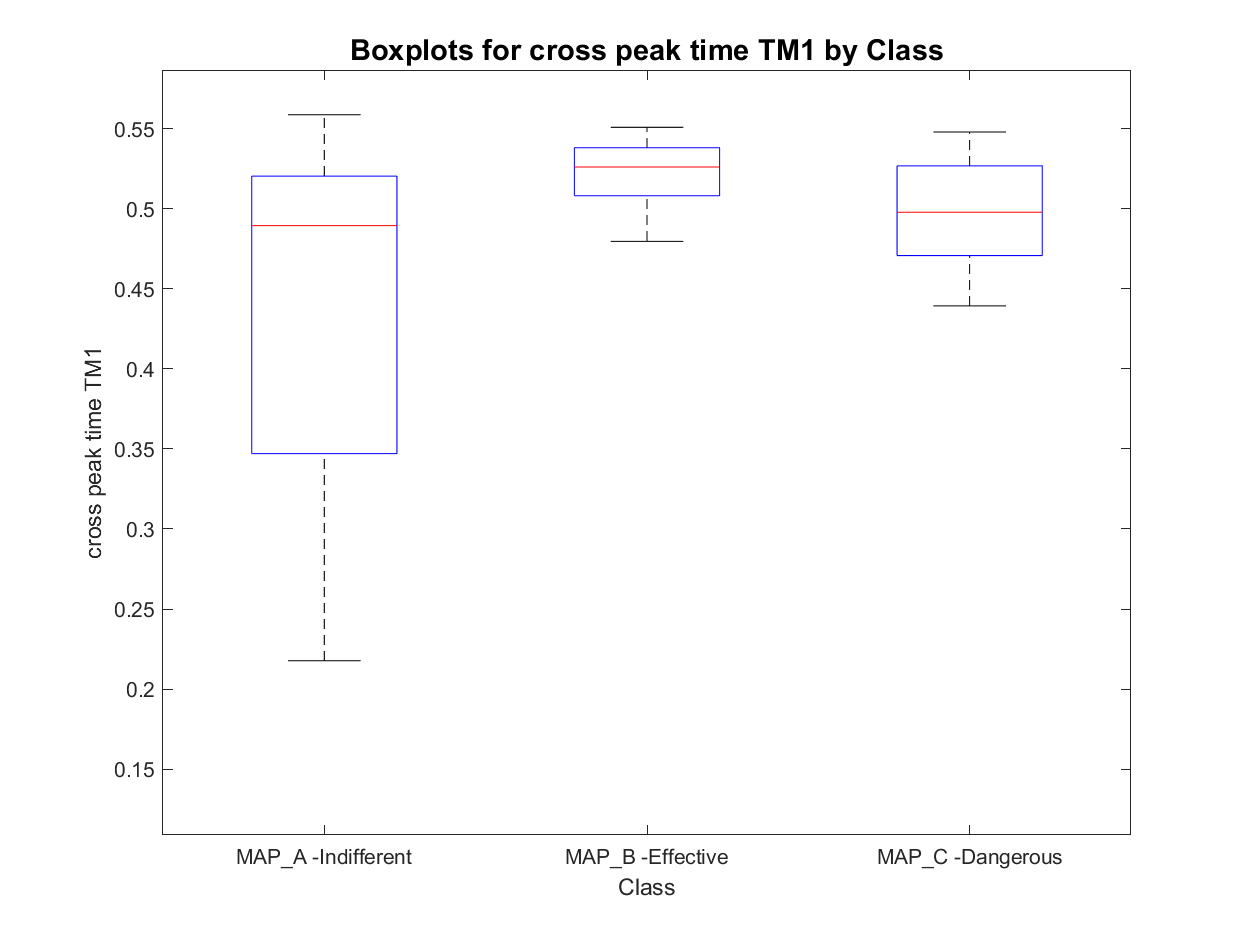 Boxplots for cross peak time TM1 by Class
0.55
0.5
0.45
0.4
0.35
0.3
0.25
0.2
0.15
cross peak time TM1
MAP_A -Indifferent MAP_B -Effective MAP_C -Dangerous
Class